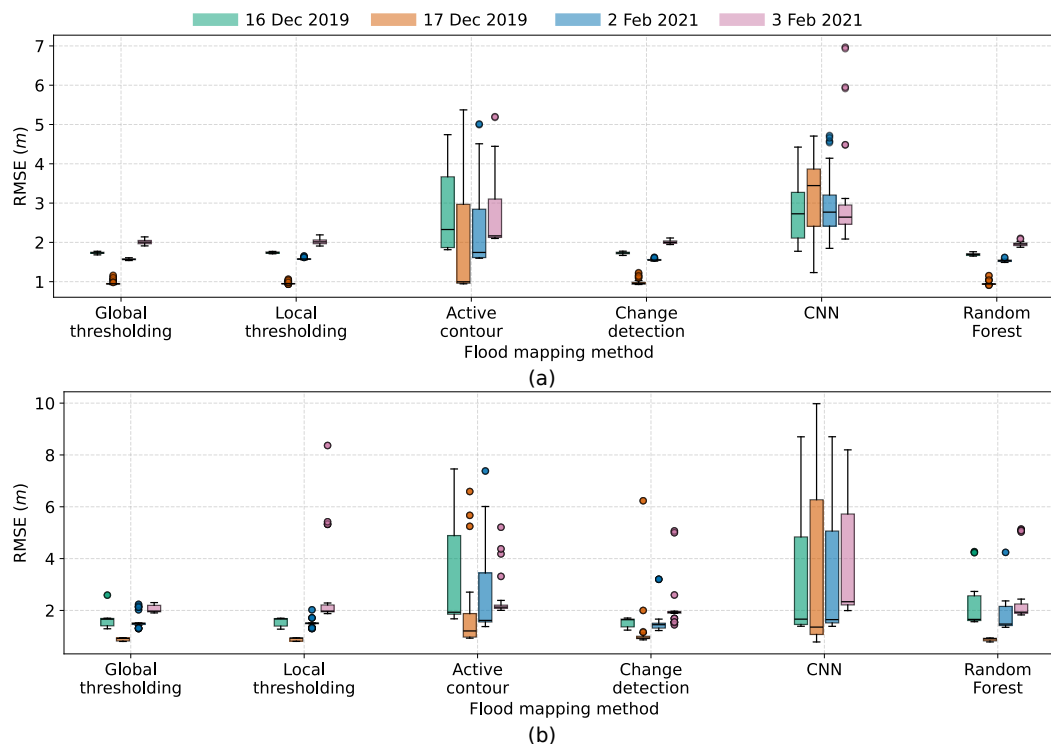 16 Dec 2019 17 Dec 2019 2 Feb 2021 3 Feb 2021
7
6
5
4
3
2
1
RMSE (m)
Global thresholding
Local thresholding
Active contour
Change detection
CNN
Random Forest
Flood mapping method
(a)
10
8
6
4
2
RMSE (m)
Global thresholding
Local thresholding
Active contour
Change detection
CNN
Random Forest
Flood mapping method
(b)